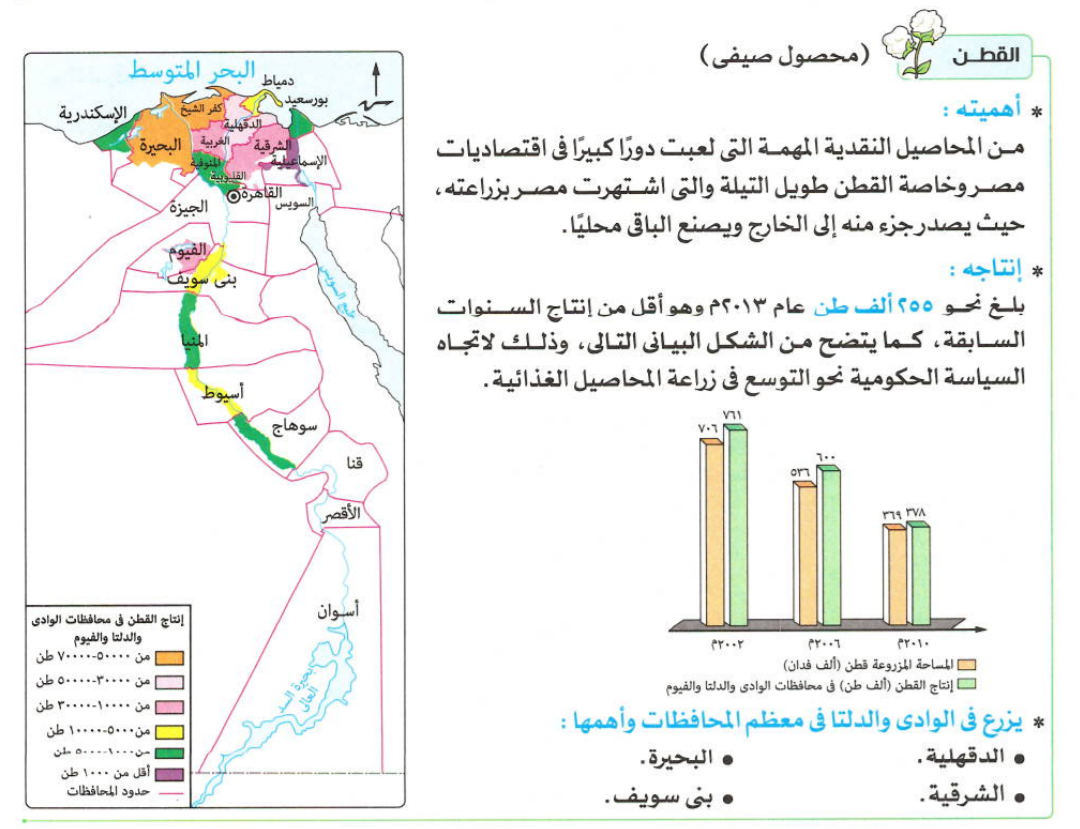 القطن
(محصول صيفى)
* أهميته :
من المحاصيل النقدية المهمة التى لعبت دورًا كبيرًا فى اقتصاديات
مصر وخاصة القطن طويل التيلة والتى اشتهرت مصر بزراعته،
حيث يصدر جزء منه إلى الخارج ويصنع الباقى محليًا.
* إنتاجه :
بلغ نحو ٢٥٥ ألف طن عام ٢٠١٣م وهو أقل من إنتاج السنوات
السابقة، كما يتضح من الشكل البيانى التالى، وذلك لاتجاه
السياسة الحكومية نحو التوسع فى زراعة المحاصيل الغذائية.
٧٠٦ ٧٦١
٥٣٦ ٦٠٠
٣٦٩ ٣٧٨
٢٠٠٢م ٢٠٠٦م ٢٠١٠م
المساحة المزروعة قطن (ألف فدان)
إنتاج القطن (ألف طن) فى محافظات الوادى والدلتا والفيوم
* يزرع فى الوادى والدلتا فى معظم المحافظات وأهمها :
• الدقهلية. • البحيرة.
• الشرقية. • بنى سويف.
البحر المتوسط
دمياط
بورسعيد
الإسكندرية
كفر الشيخ
الدقهلية
البحيرة
الغربية
الشرقية
الإسماعيلية
المنوفية
القليوبية
القاهرة
السويس
الجيزة
الفيوم
بنى سويف
خليج السويس
المنيا
أسيوط
سوهاج
قنا
الأقصر
أسوان
بحيرة السد
العالى
إنتاج القطن فى محافظات الوادى
والدلتا والفيوم
من ٥٠٠٠٠-٧٠٠٠٠ طن
من ٣٠٠٠٠-٥٠٠٠٠ طن
من ١٠٠٠٠-٣٠٠٠٠ طن
من ٥٠٠٠-١٠٠٠٠ طن
من ١٠٠٠-٥٠٠٠ طن
أقل من ١٠٠٠ طن
حدود المحافظات